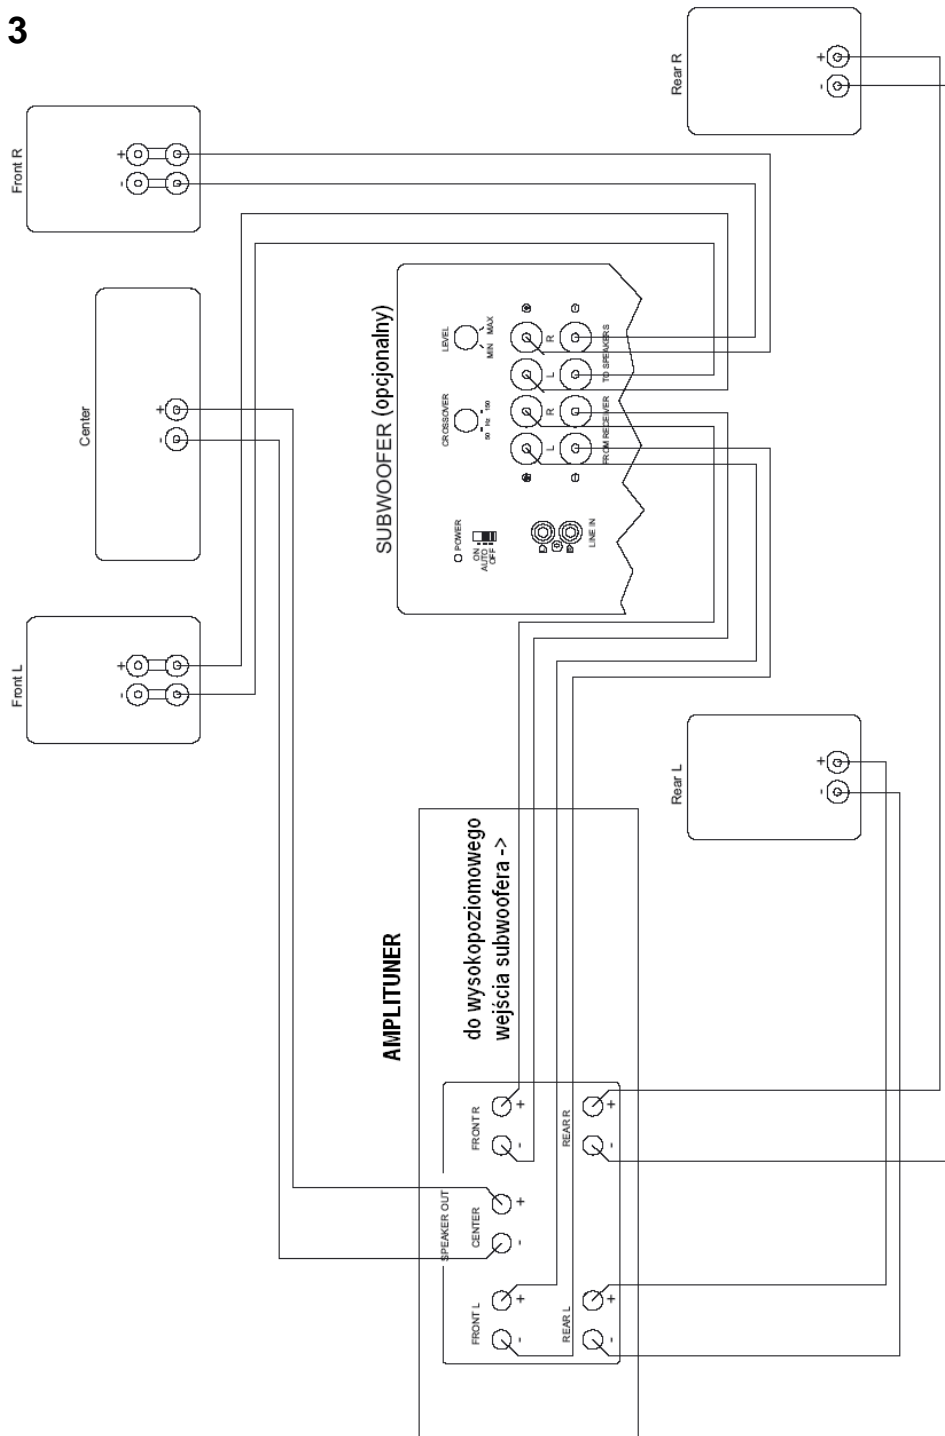 3
Rear R
+
-
Front R
+
-
SUBWOOFER (opcjonalny)
LEVEL
MIN MAX
CROSSOVER
50 Hz 150
R
L
TO SPEAKERS
R
L
FROM RECEIVER
POWER
ON
AUTO
OFF
LINE IN
Center
+
-
Front L
+
-
Rear L
+
-
AMPLITUNER
do wysokopoziomowego
wejścia subwoofera ->
SPEAKER OUT
FRONT R
+
-
CENTER
+
-
FRONT L
+
-
REAR R
+
-
REAR L
+
-